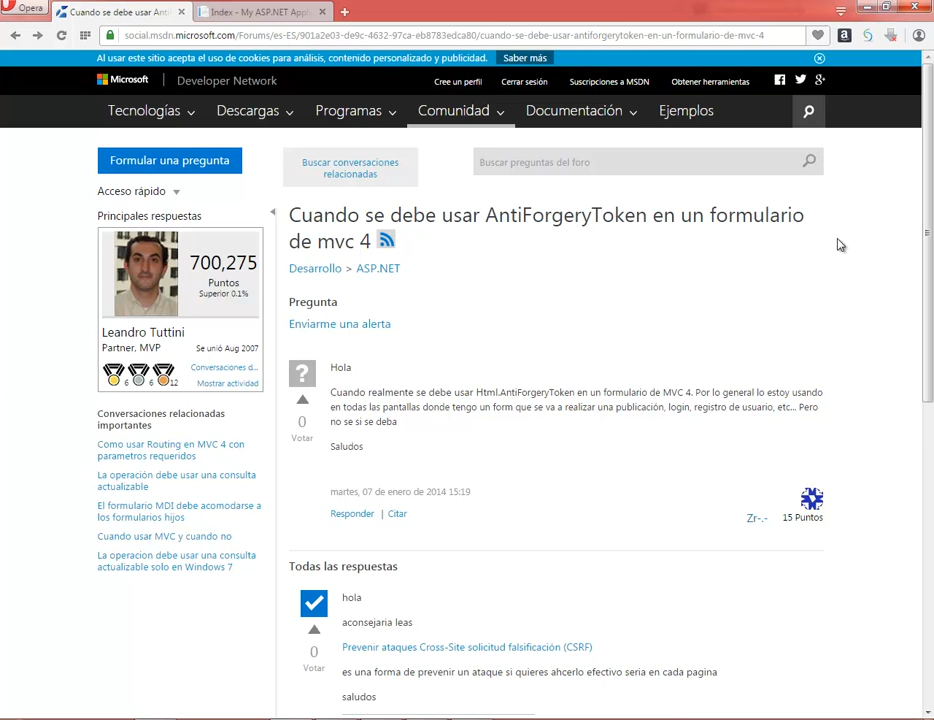 Opera
Cuando se debe usar Anti
Index - My ASP.NET Appl
social.msdn.microsoft.com/Forums/es-ES/901a2e03-de9c-4632-97ca-eb8783edca80/cuando-se-debe-usar-antiforgerytoken-en-un-formulario-de-mvc-4
Al usar este sitio acepta el uso de cookies para análisis, contenido personalizado y publicidad. Saber más
Microsoft Developer Network
Cree un perfil Cerrar sesión Suscripciones a MSDN Obtener herramientas
Tecnologías Descargas Programas Comunidad Documentación Ejemplos
Formular una pregunta
Buscar conversaciones
relacionadas
Buscar preguntas del foro
Acceso rápido
Principales respuestas
700,275
Puntos
Superior 0.1%
Leandro Tuttini
Partner, MVP Se unió Aug 2007
6 6 12
Conversaciones d...
Mostrar actividad
Conversaciones relacionadas
importantes
Como usar Routing en MVC 4 con
parametros requeridos
La operación debe usar una consulta
actualizable
El formulario MDI debe acomodarse a
los formularios hijos
Cuando usar MVC y cuando no
La operacion debe usar una consulta
actualizable solo en Windows 7
Cuando se debe usar AntiForgeryToken en un formulario
de mvc 4
Desarrollo > ASP.NET
Pregunta
Enviarme una alerta
?
0
Votar
Hola
Cuando realmente se debe usar Html.AntiForgeryToken en un formulario de MVC 4. Por lo general lo estoy usando
en todas las pantallas donde tengo un form que se va a realizar una publicación, login, registro de usuario, etc... Pero
no se si se deba
Saludos
martes, 07 de enero de 2014 15:19
Responder | Citar
Zr-.- 15 Puntos
Todas las respuestas
0
Votar
hola
aconsejaria leas
Prevenir ataques Cross-Site solicitud falsificación (CSRF)
es una forma de prevenir un ataque si quieres ahcerlo efectivo seria en cada pagina
saludos